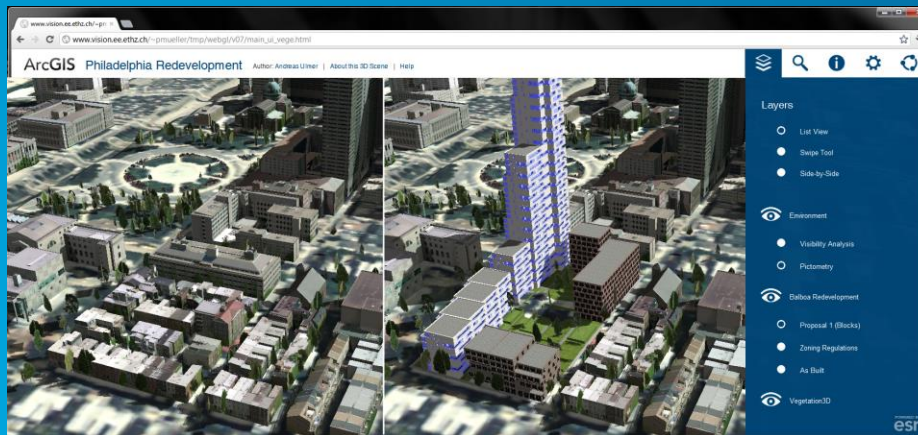 www.vision.ee.ethz.ch/~pm
www.vision.ee.ethz.ch/~pmueller/tmp/webgl/v07/main_ui_vege.html
ArcGIS Philadelphia Redevelopment Author: Andreas Ulmer | About this 3D Scene | Help
Layers
List View
Swipe Tool
Side-by-Side
Environment
Visibility Analysis
Pictometry
Balboa Redevelopment
Proposal 1 (Blocks)
Zoning Regulations
As Built
Vegetation3D
esri